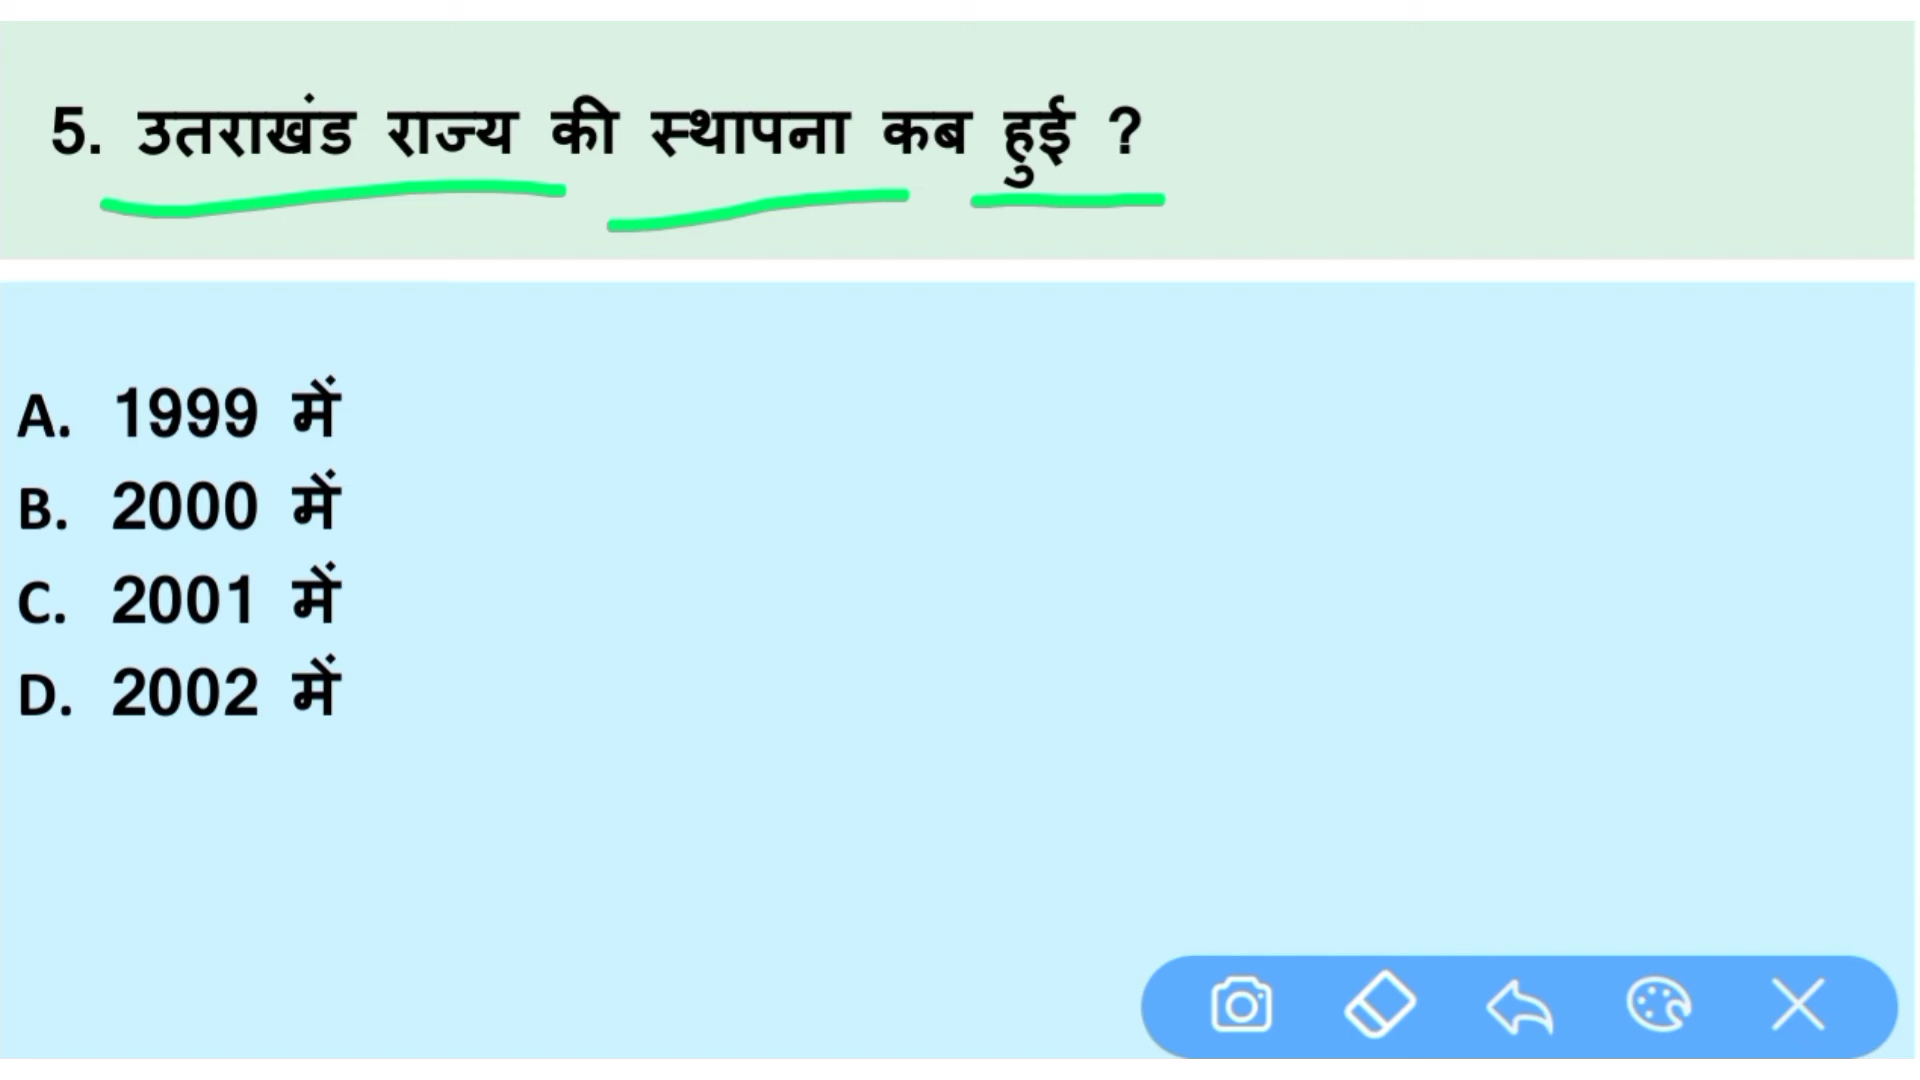 5. उतराखंड राज्य की स्थापना कब हुई ?
A. 1999 में
B. 2000 में
C. 2001 में
D. 2002 में